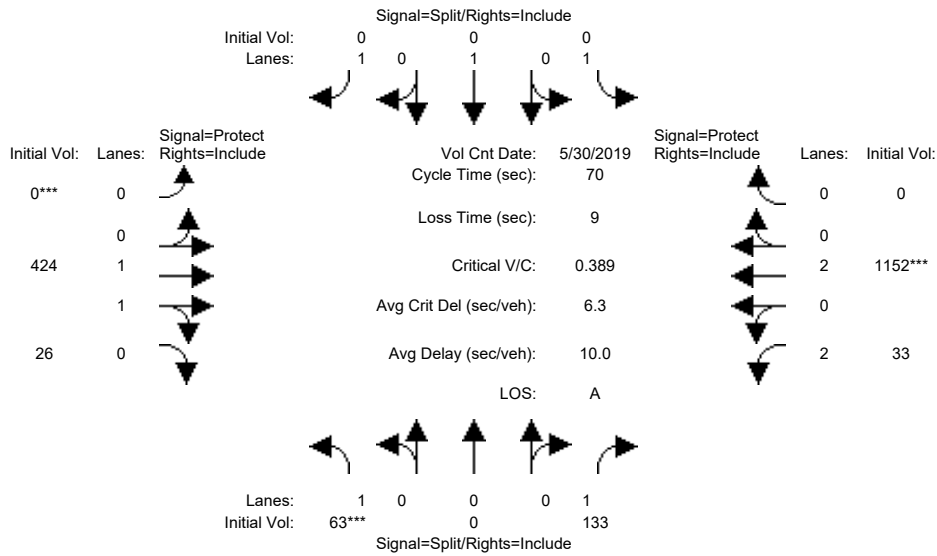 Signal=Split/Rights=Include
Initial Vol: 0 0 0
Lanes: 1 0 1 0 1
Signal=Protect Signal=Protect
Initial Vol: Lanes: Rights=Include Vol Cnt Date: 5/30/2019 Rights=Include Lanes: Initial Vol:
Cycle Time (sec): 70
0*** 0 0 0
Loss Time (sec): 9
0 0
424 1 Critical V/C: 0.389 2 1152***
1 Avg Crit Del (sec/veh): 6.3 0
26 0 Avg Delay (sec/veh): 10.0 2 33
LOS: A
Lanes: 1 0 0 0 1
Initial Vol: 63*** 0 133
Signal=Split/Rights=Include